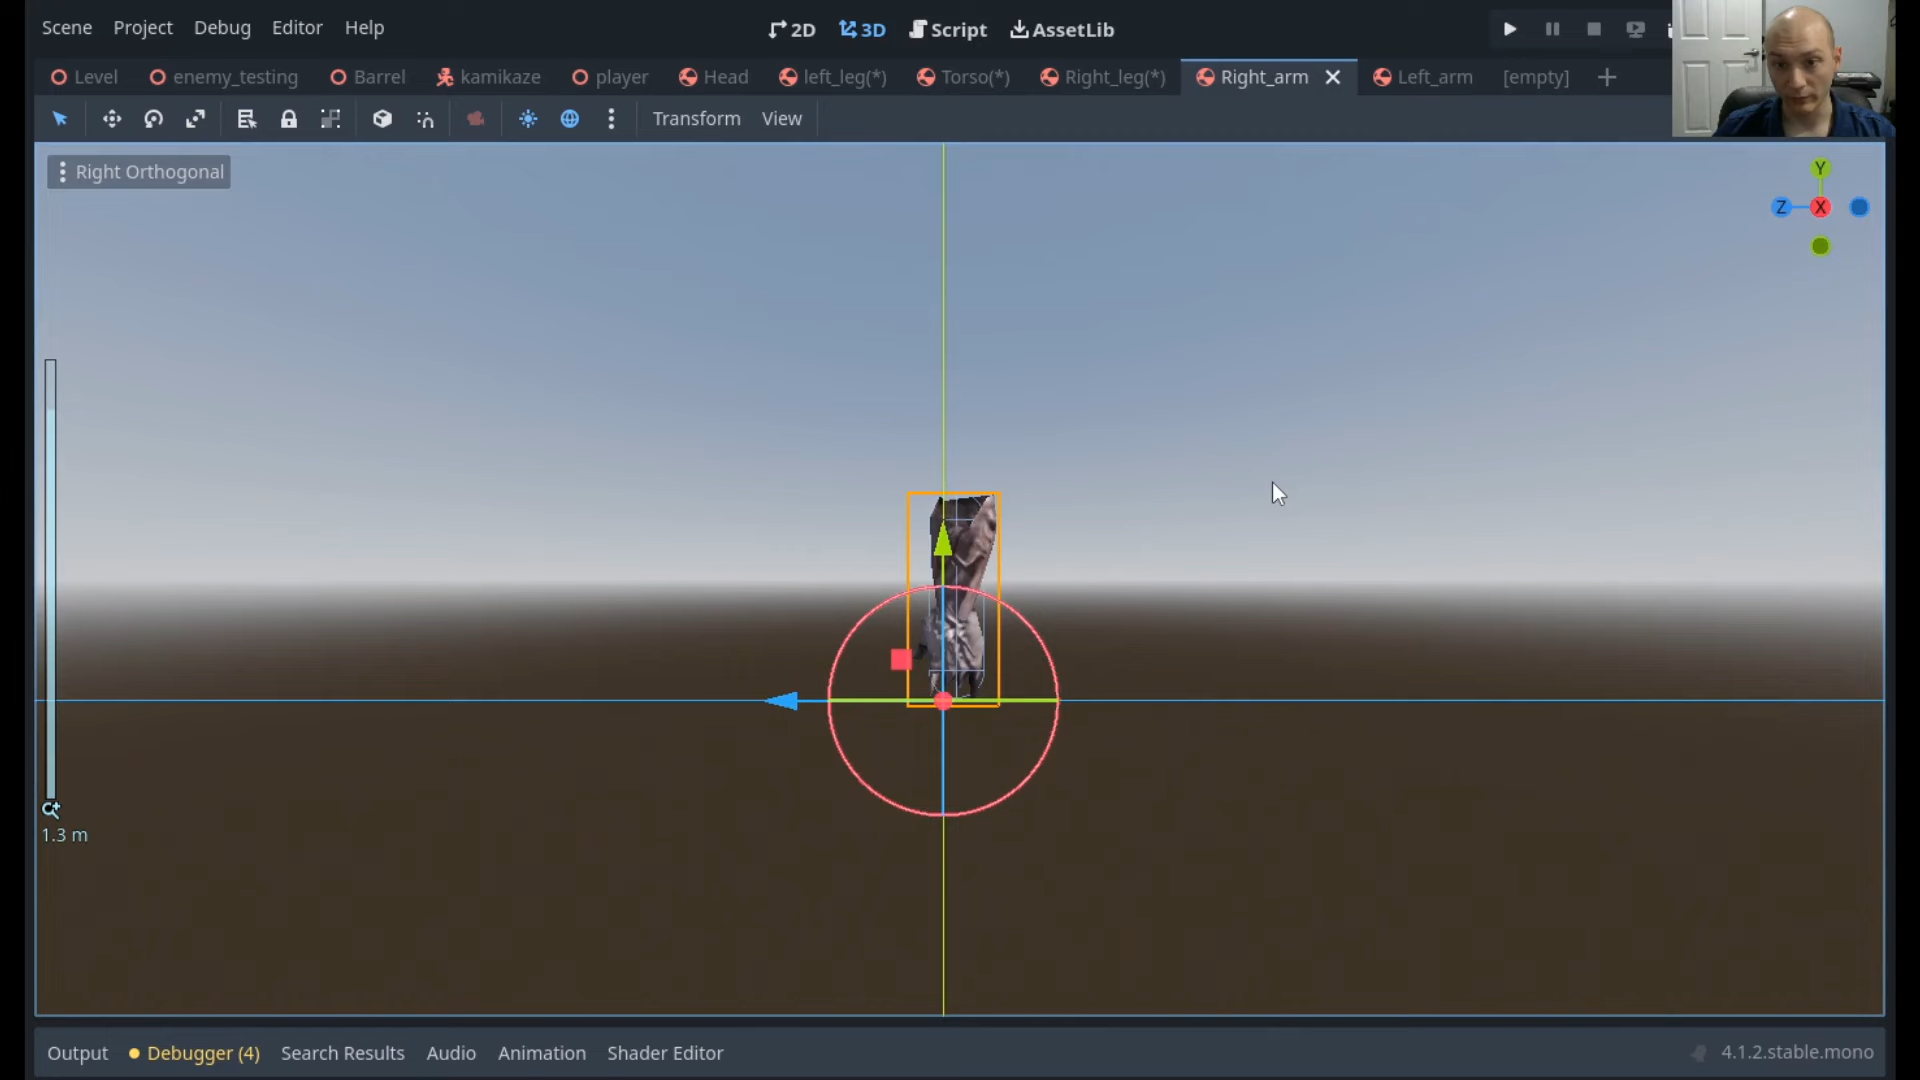 Scene Project Debug Editor Help 2D 3D Script AssetLib
Level enemy_testing Barrel kamikaze player Head left_leg(*) Torso(*) Right_leg(*) Right_arm Left_arm [empty]
Transform View
Right Orthogonal
Y
Z X
1.3 m
Output Debugger (4) Search Results Audio Animation Shader Editor 4.1.2.stable.mono